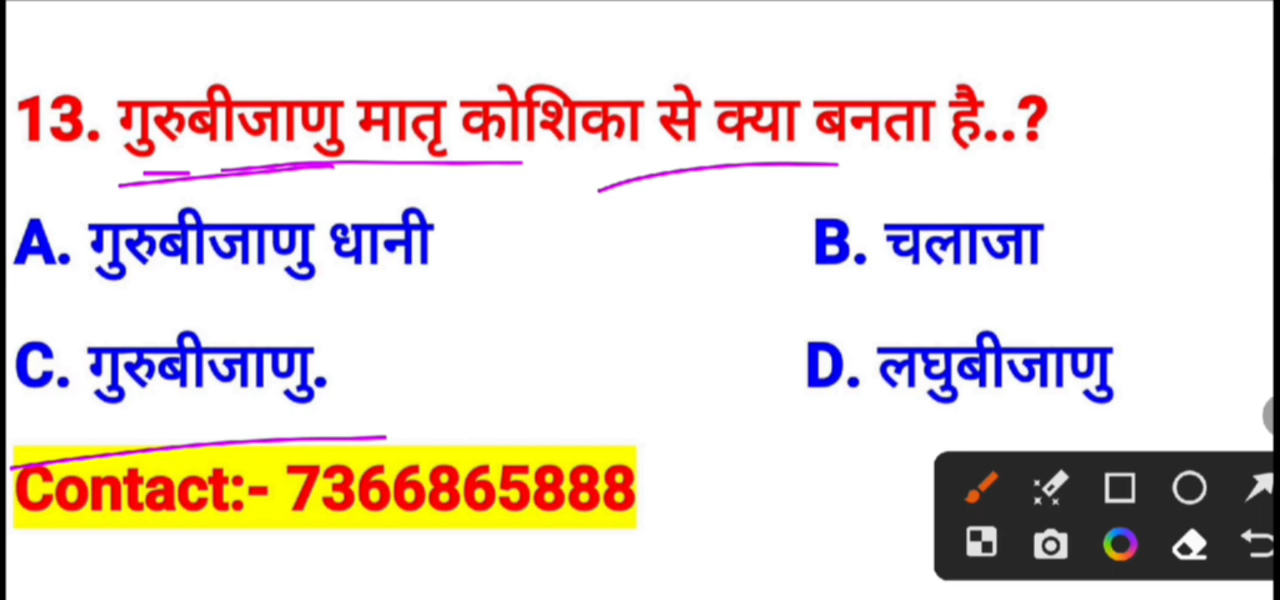 13. गुरुबीजाणु मातृ कोशिका से क्या बनता है..?
A. गुरुबीजाणु धानी B. चलाजा
C. गुरुबीजाणु. D. लघुबीजाणु
Contact:- 7366865888